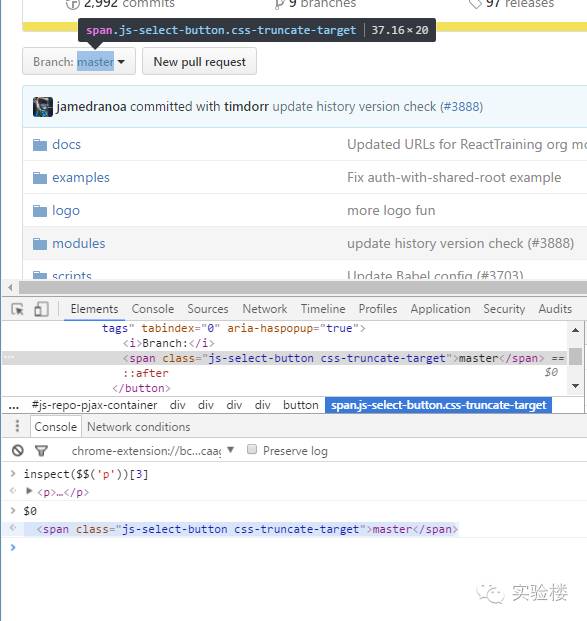 2,992 commits 9 branches 97 releases
span.js-select-button.css-truncate-target | 37.16 × 20
Branch: master New pull request
jamedranoa committed with timdorr update history version check (#3888)
docs Updated URLs for ReactTraining org mo
examples Fix auth-with-shared-root example
logo more logo fun
modules update history version check (#3888)
scripts Update Babel config (#3703)
Elements Console Sources Network Timeline Profiles Application Security Audits
tags" tabindex="0" aria-haspopup="true">
<i>Branch:</i>
<span class="js-select-button css-truncate-target">master</span> ==
::after $0
</button>
... #js-repo-pjax-container div div div div button span.js-select-button.css-truncate-target
Console Network conditions
chrome-extension://bc...caag Preserve log
> inspect($$('p'))[3]
<p>…</p>
> $0
<span class="js-select-button css-truncate-target">master</span>
>
实验楼